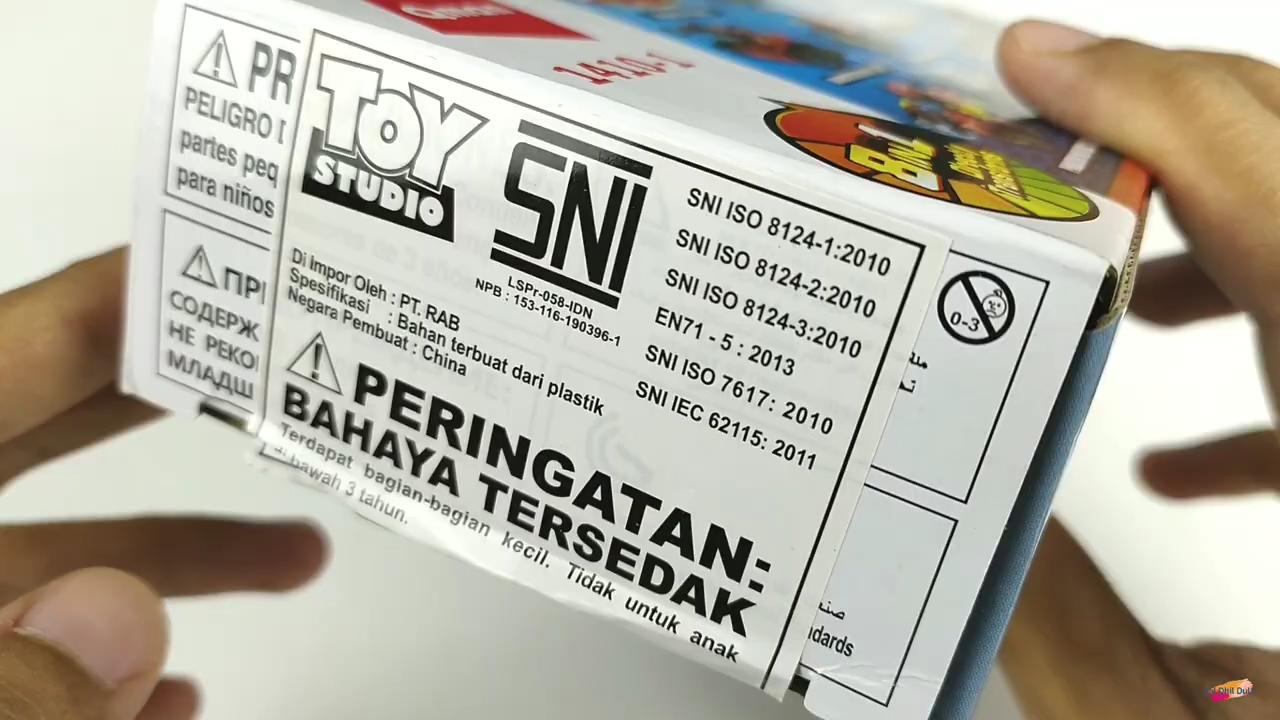 Qman
1410-1
PR
PELIGRO D
partes peq
para niños
ПРІ
СОДЕРЖ
НЕ РЕКО
МЛАДШ
TOY
STUDIO
SNI
LSPr-058-IDN
NPB : 153-116-190396-1
Di Impor Oleh : PT. RAB
Spesifikasi : Bahan terbuat dari plastik
Negara Pembuat : China
SNI ISO 8124-1:2010
SNI ISO 8124-2:2010
SNI ISO 8124-3:2010
EN71 - 5 : 2013
SNI ISO 7617: 2010
SNI IEC 62115: 2011
PERINGATAN:
BAHAYA TERSEDAK
Terdapat bagian-bagian kecil. Tidak untuk anak
bawah 3 tahun.
0-3
ndards